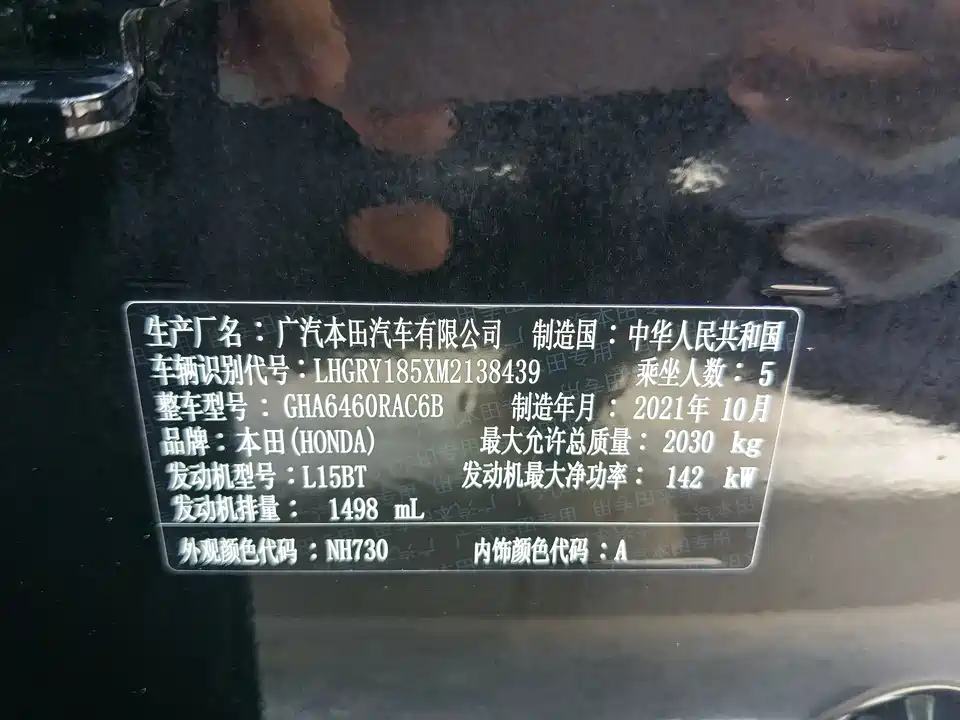 生产厂名：广汽本田汽车有限公司 制造国：中华人民共和国
车辆识别代号：LHGRY185XM2138439 乘坐人数：5
整车型号：GHA6460RAC6B 制造年月：2021年10月
品牌：本田(HONDA) 最大允许总质量：2030 kg
发动机型号：L15BT 发动机最大净功率：142 kW
发动机排量：1498 mL
外观颜色代码：NH730 内饰颜色代码：A